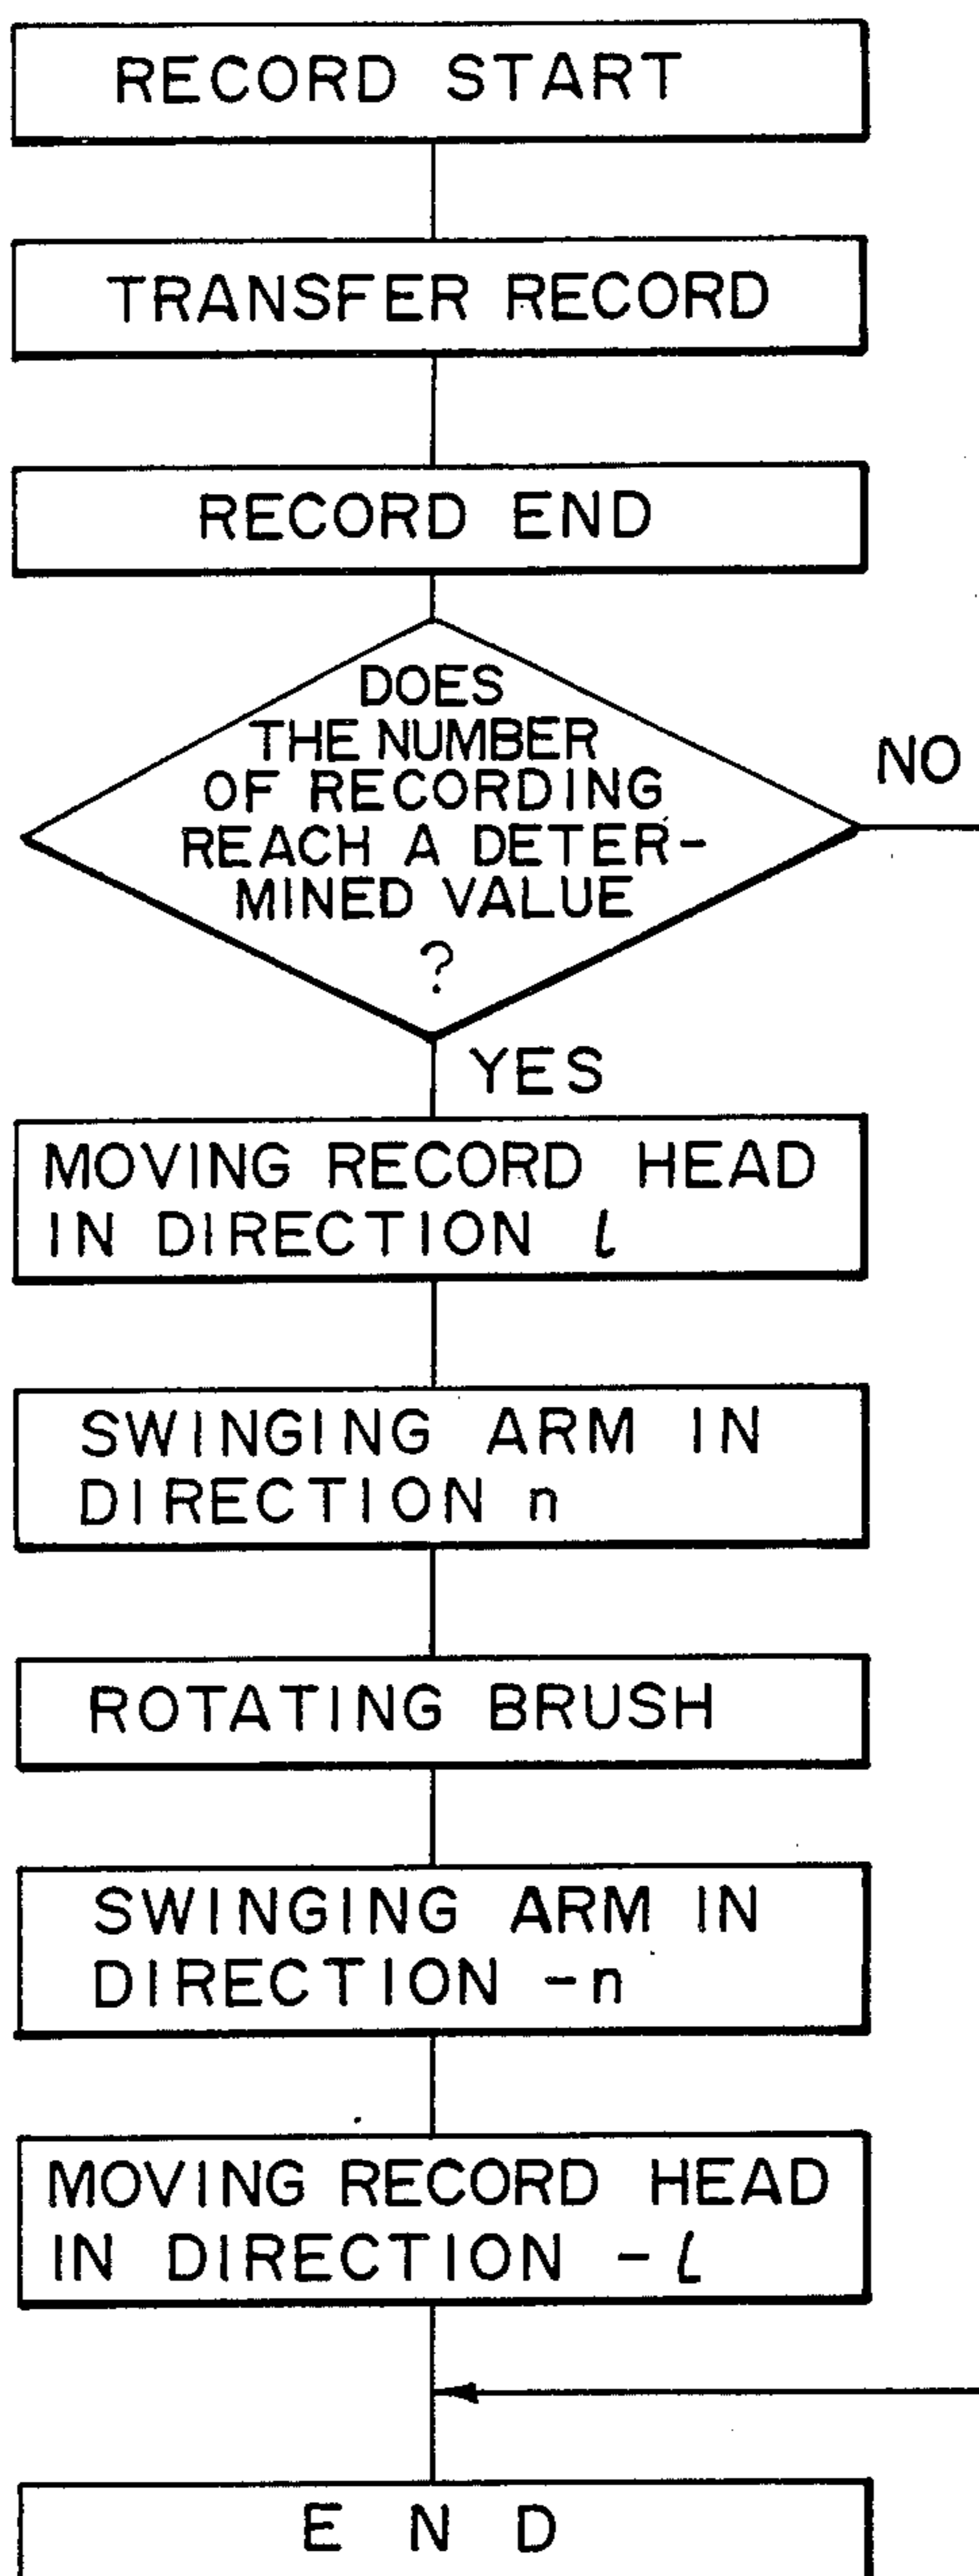 RECORD START
TRANSFER RECORD
RECORD END
DOES
THE NUMBER
OF RECORDING
REACH A DETER-
MINED VALUE
?
NO
YES
MOVING RECORD HEAD
IN DIRECTION l
SWINGING ARM IN
DIRECTION n
ROTATING BRUSH
SWINGING ARM IN
DIRECTION -n
MOVING RECORD HEAD
IN DIRECTION -l
END